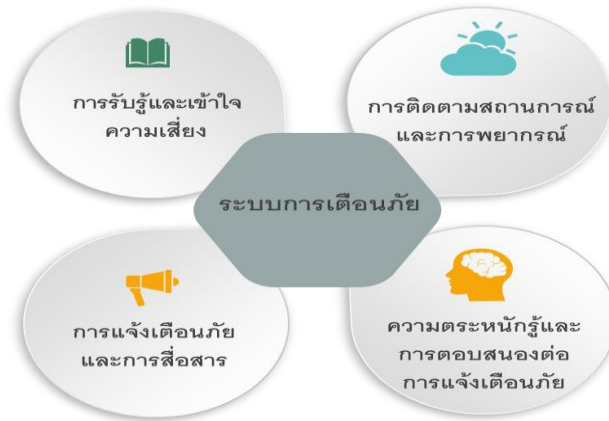 การรับรู้และเข้าใจ
ความเสี่ยง
การติดตามสถานการณ์
และการพยากรณ์
ระบบการเตือนภัย
การแจ้งเตือนภัย
และการสื่อสาร
ความตระหนักรู้และ
การตอบสนองต่อ
การแจ้งเตือนภัย